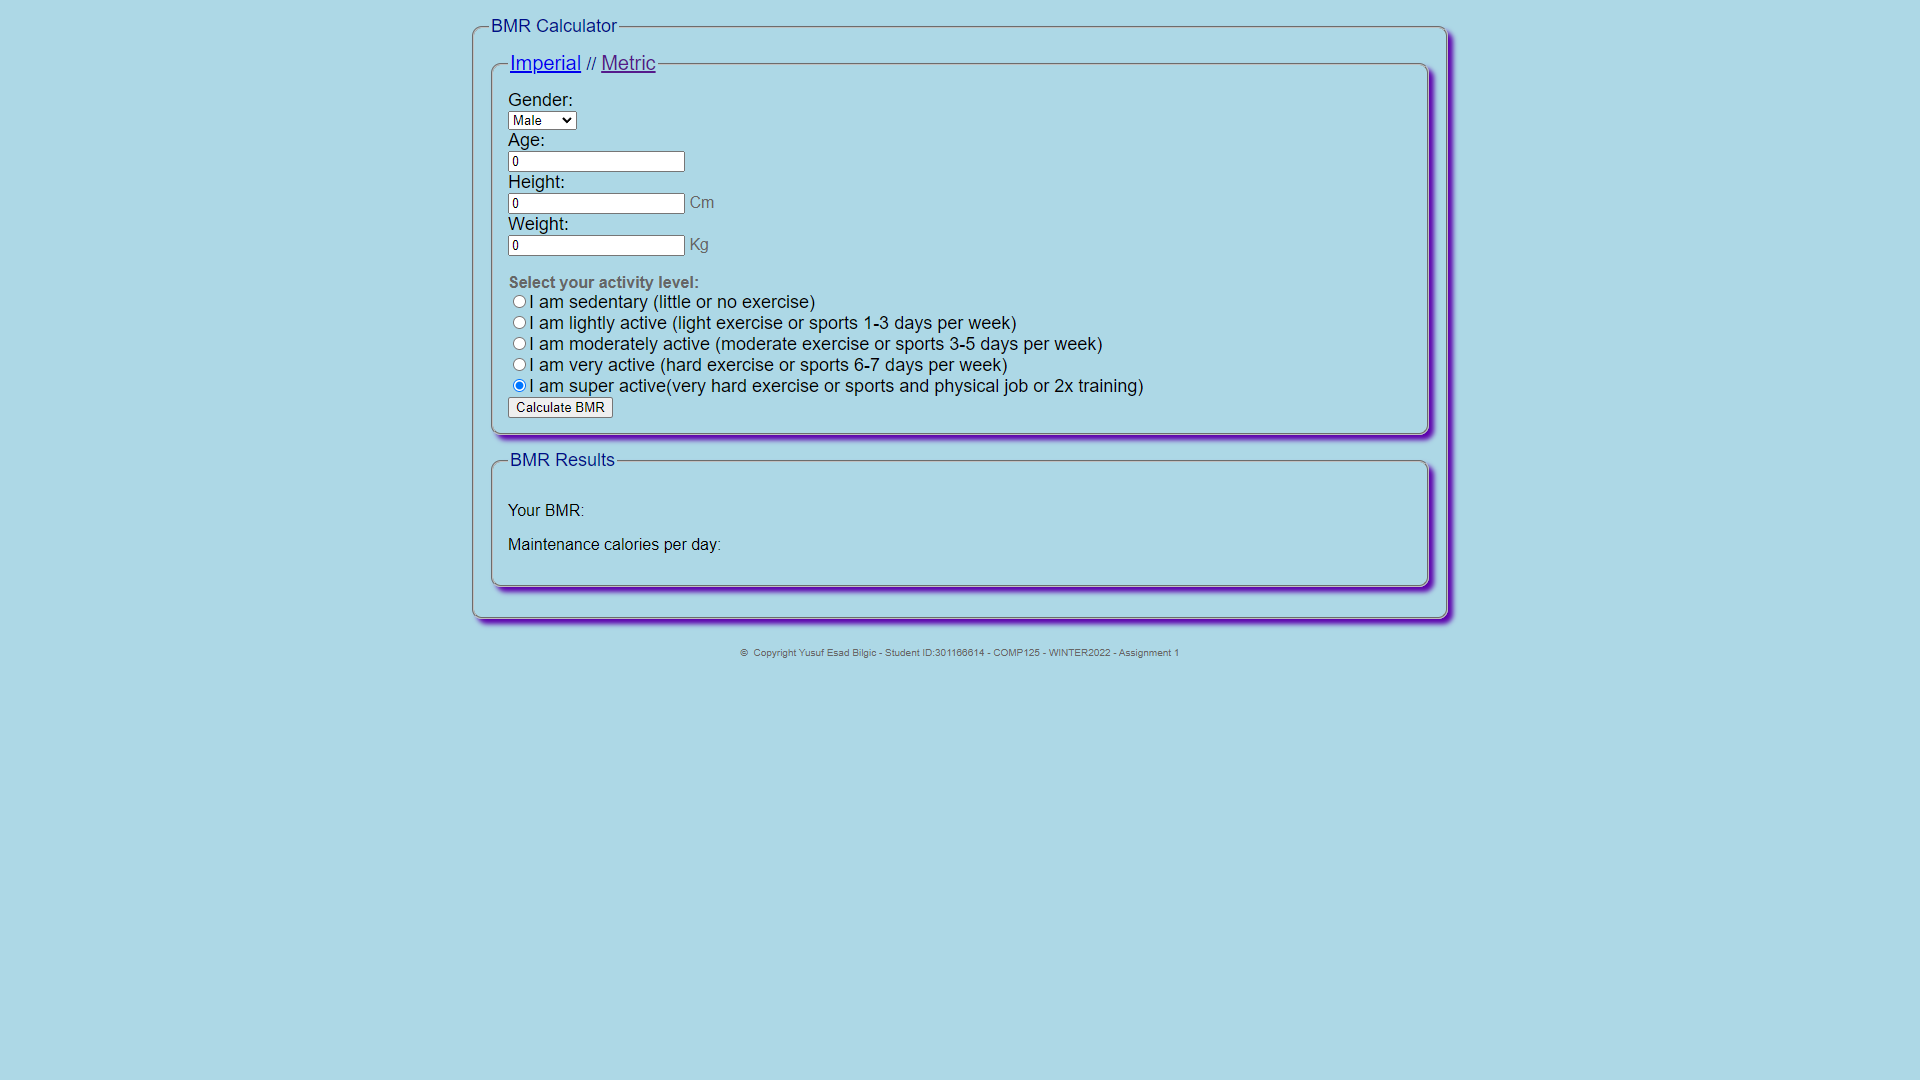 BMR Calculator
Imperial // Metric
Gender:
Male
Age:
0
Height:
0 Cm
Weight:
0 Kg
Select your activity level:
I am sedentary (little or no exercise)
I am lightly active (light exercise or sports 1-3 days per week)
I am moderately active (moderate exercise or sports 3-5 days per week)
I am very active (hard exercise or sports 6-7 days per week)
I am super active(very hard exercise or sports and physical job or 2x training)
Calculate BMR
BMR Results
Your BMR:
Maintenance calories per day:
© Copyright Yusuf Esad Bilgic - Student ID:301166614 - COMP125 - WINTER2022 - Assignment 1